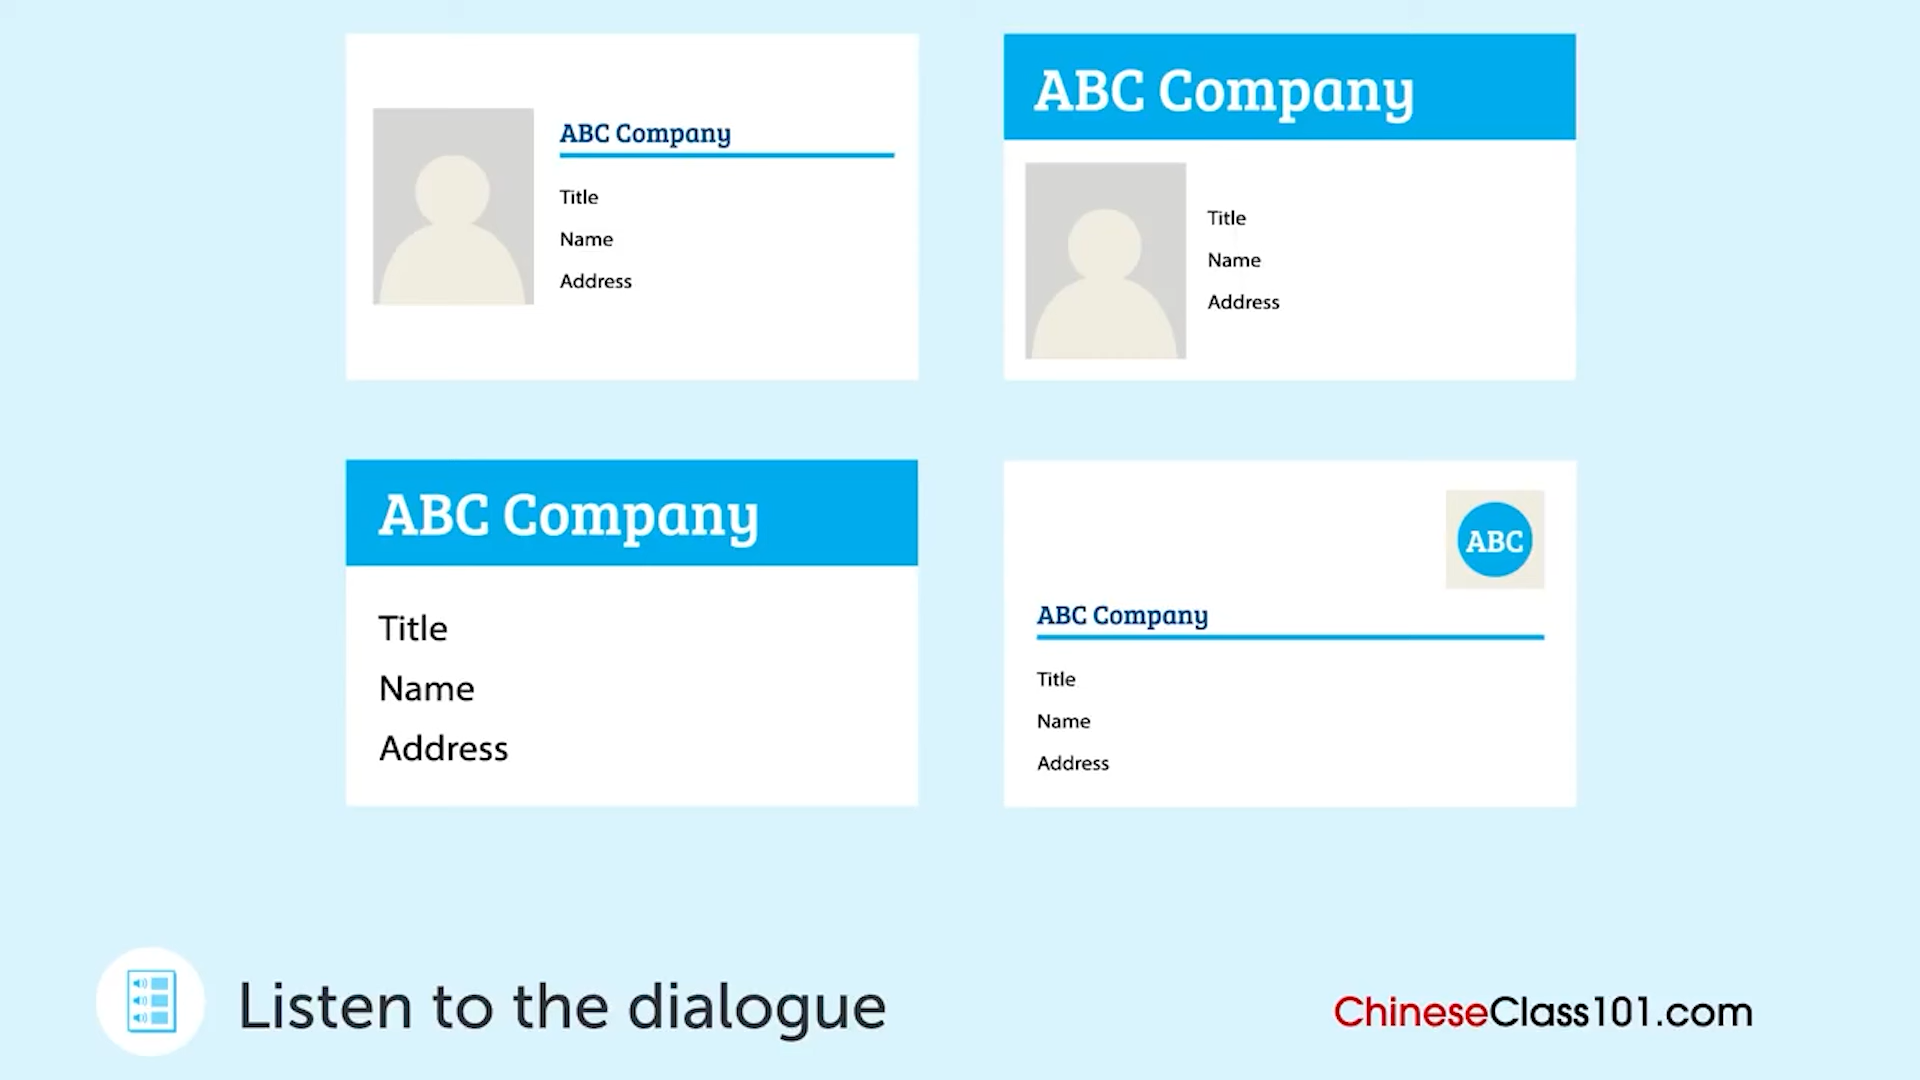 ABC Company
Title
Name
Address
ABC Company
Title
Name
Address
ABC Company
Title
Name
Address
ABC
ABC Company
Title
Name
Address
Listen to the dialogue
ChineseClass101.com